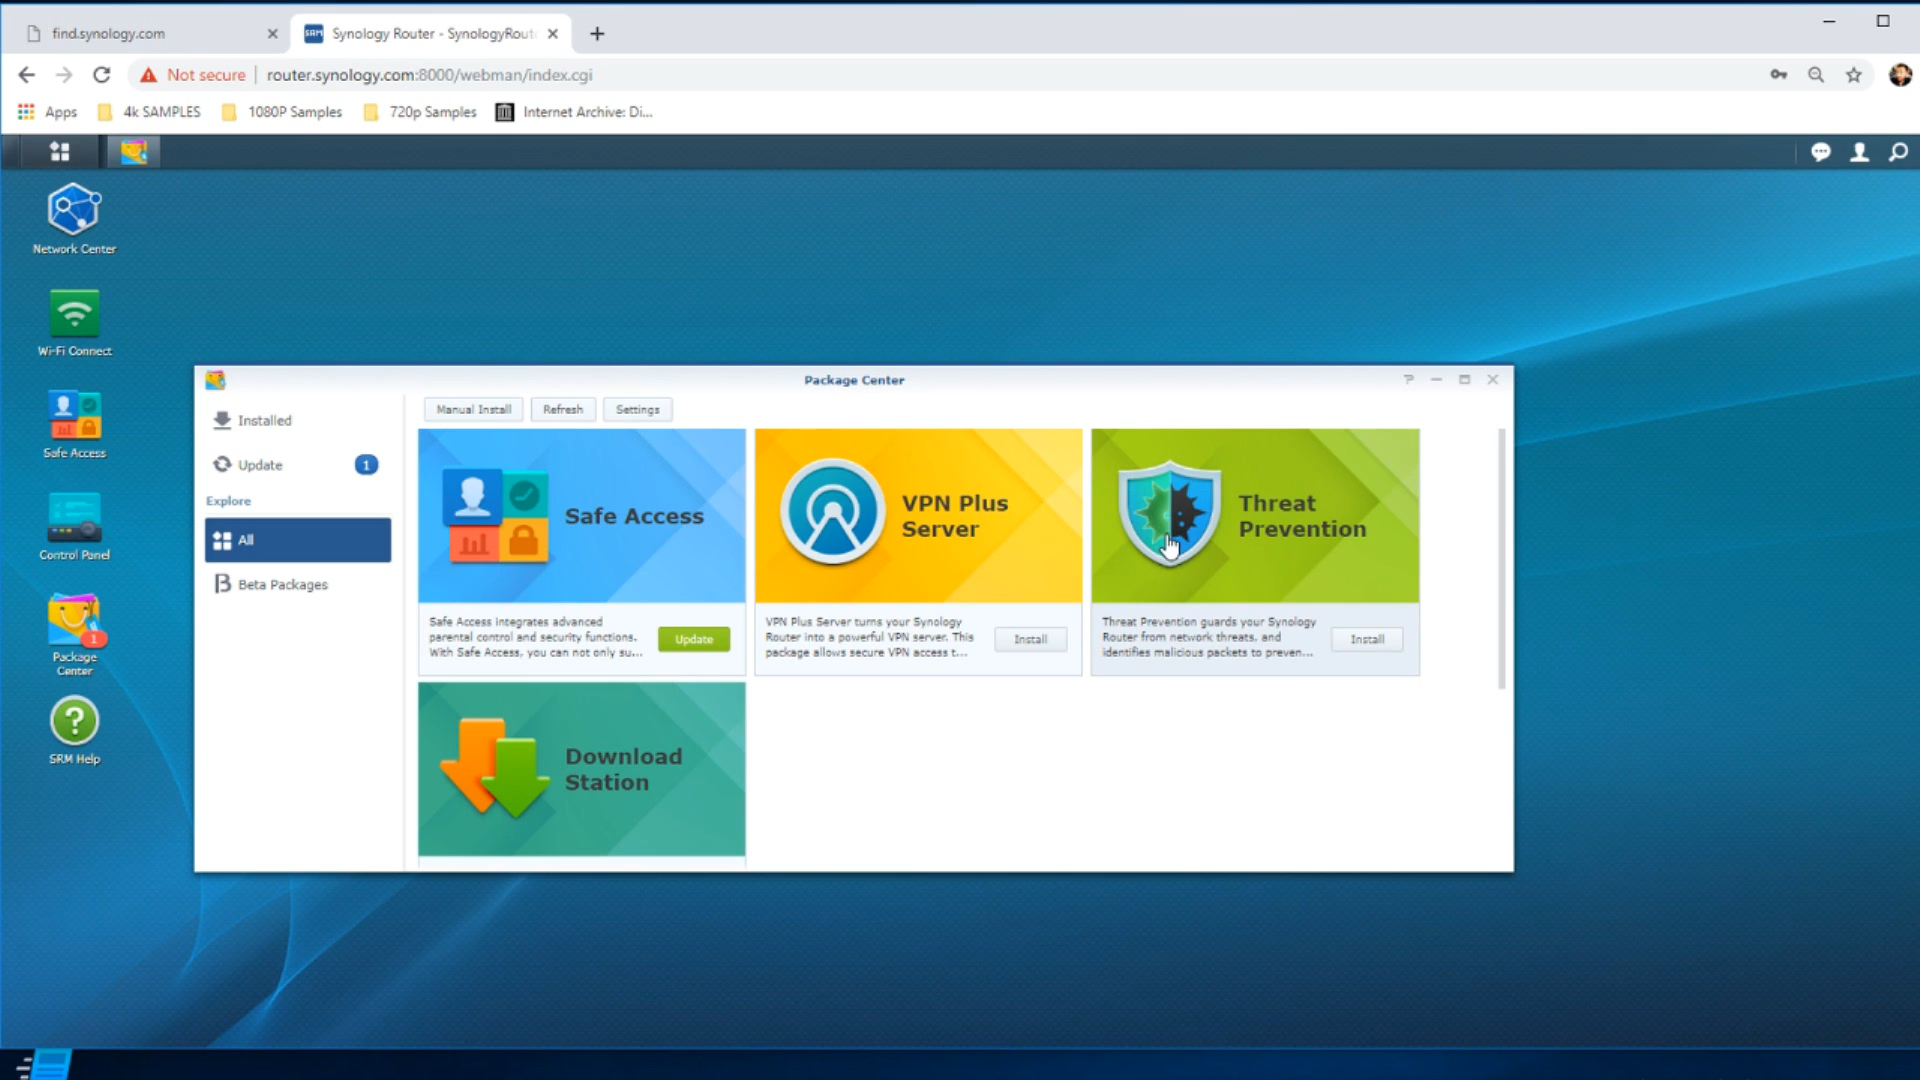 find.synology.com
SRM
Synology Router - SynologyRout
Not secure
router.synology.com:8000/webman/index.cgi
Apps
4k SAMPLES
1080P Samples
720p Samples
Internet Archive: Di...
Network Center
Wi-Fi Connect
Safe Access
Control Panel
1
Package
Center
?
SRM Help
Package Center
?
Installed
Update
1
Explore
All
β Beta Packages
Manual Install
Refresh
Settings
Safe Access
Safe Access integrates advanced
parental control and security functions.
With Safe Access, you can not only su...
Update
VPN Plus
Server
VPN Plus Server turns your Synology
Router into a powerful VPN server. This
package allows secure VPN access t...
Install
Threat
Prevention
Threat Prevention guards your Synology
Router from network threats, and
identifies malicious packets to preven...
Install
Download
Station